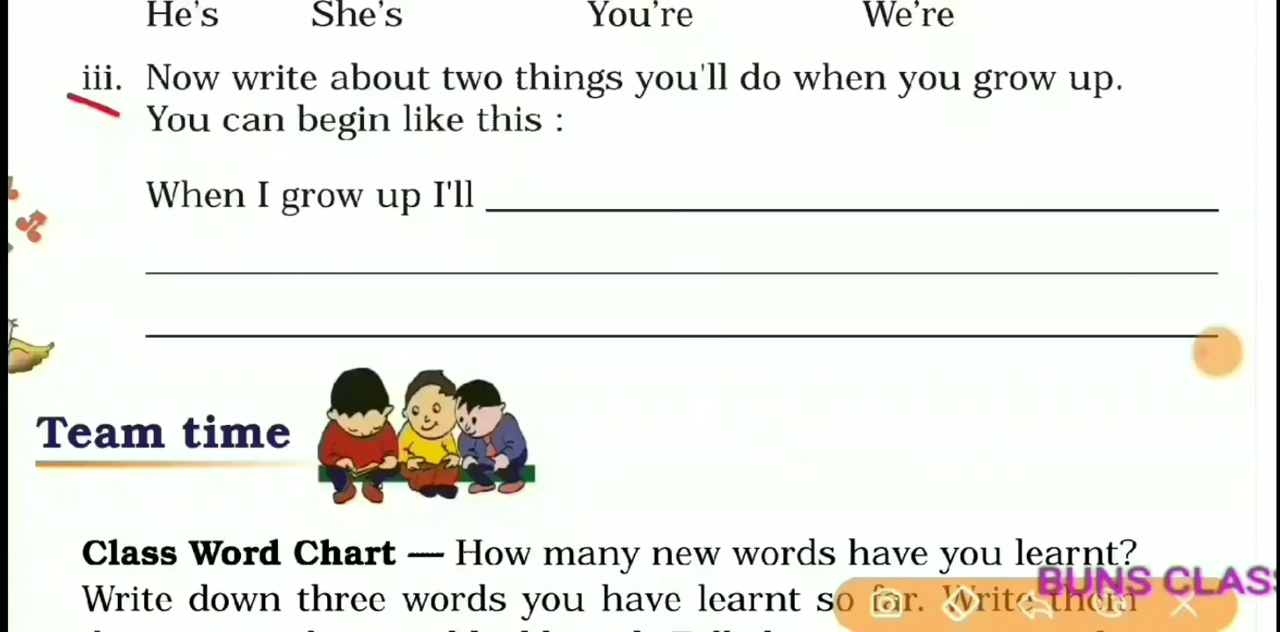 He's She's You're We're
iii. Now write about two things you'll do when you grow up.
You can begin like this :
When I grow up I'll
Team time
Class Word Chart — How many new words have you learnt?
BUNS CLAS
Write down three words you have learnt so far. Write them